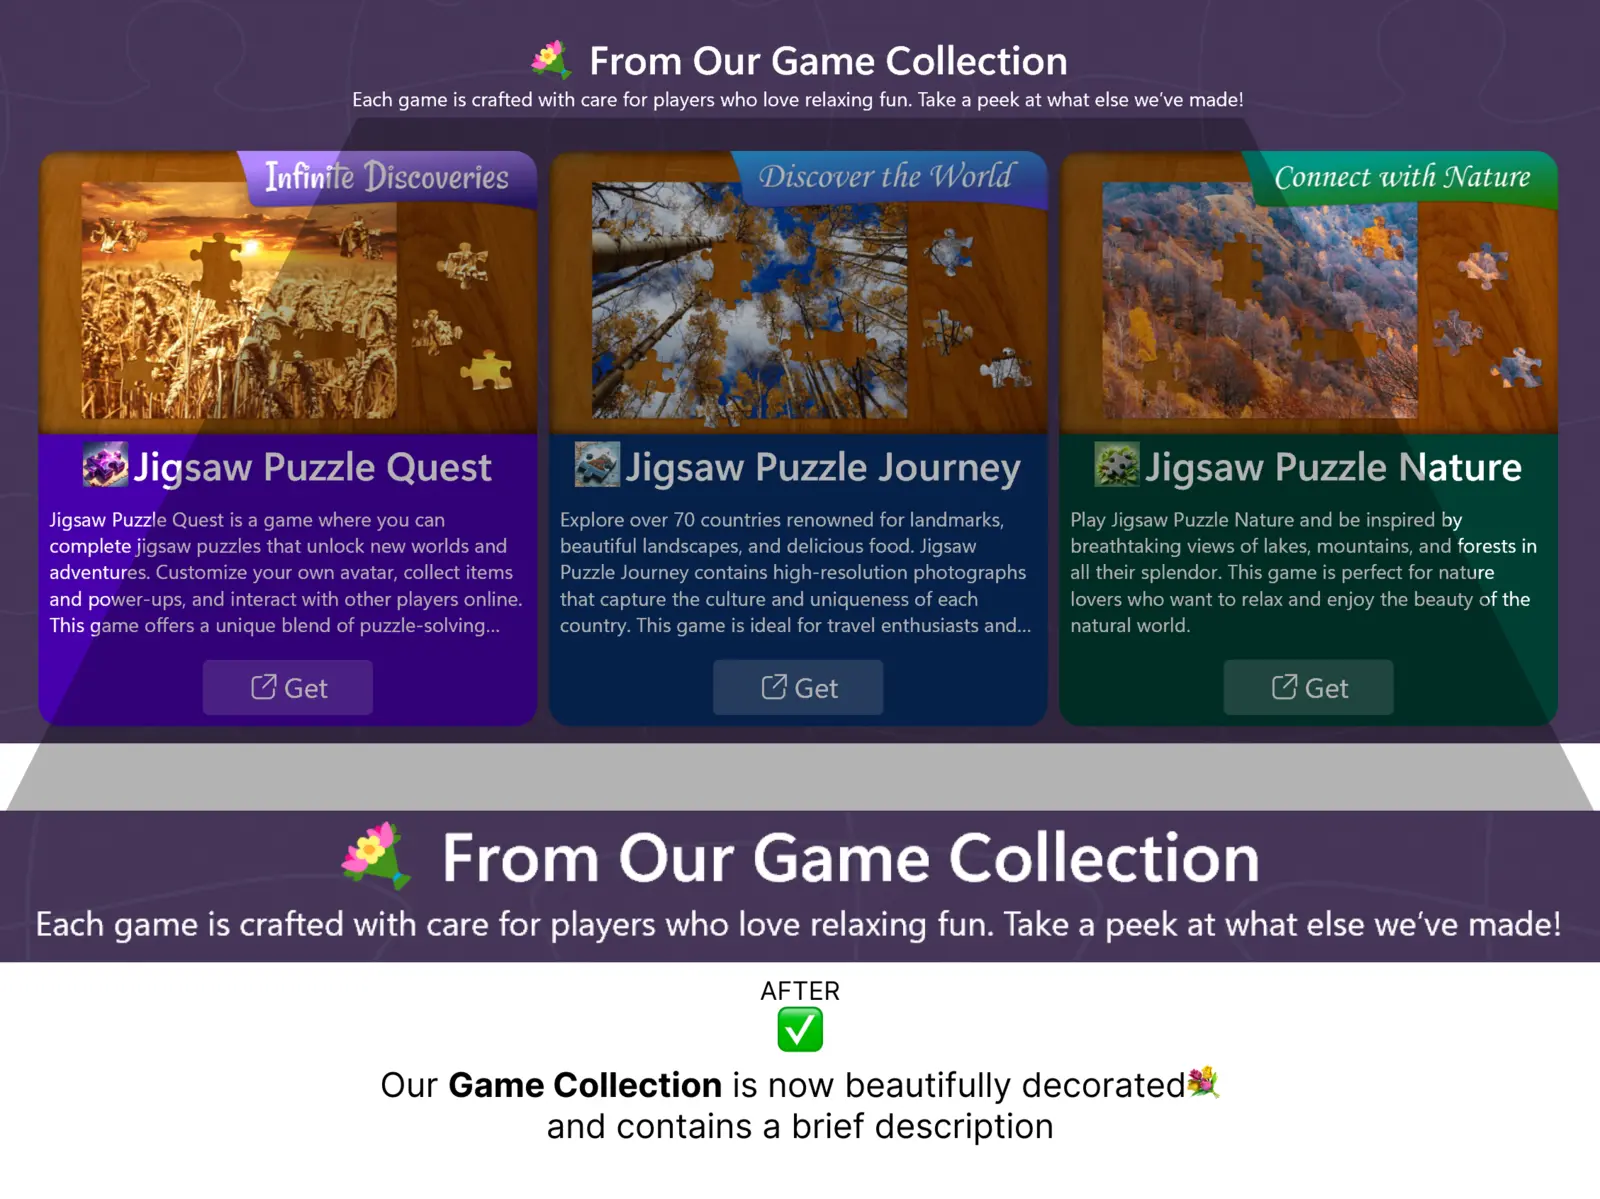 From Our Game Collection
Each game is crafted with care for players who love relaxing fun. Take a peek at what else we’ve made!
Infinite Discoveries
Jigsaw Puzzle Quest
Jigsaw Puzzle Quest is a game where you can
complete jigsaw puzzles that unlock new worlds and
adventures. Customize your own avatar, collect items
and power-ups, and interact with other players online.
This game offers a unique blend of puzzle-solving...
Get
Discover the World
Jigsaw Puzzle Journey
Explore over 70 countries renowned for landmarks,
beautiful landscapes, and delicious food. Jigsaw
Puzzle Journey contains high-resolution photographs
that capture the culture and uniqueness of each
country. This game is ideal for travel enthusiasts and...
Get
Connect with Nature
Jigsaw Puzzle Nature
Play Jigsaw Puzzle Nature and be inspired by
breathtaking views of lakes, mountains, and forests in
all their splendor. This game is perfect for nature
lovers who want to relax and enjoy the beauty of the
natural world.
Get
From Our Game Collection
Each game is crafted with care for players who love relaxing fun. Take a peek at what else we’ve made!
AFTER
Our Game Collection is now beautifully decorated
and contains a brief description